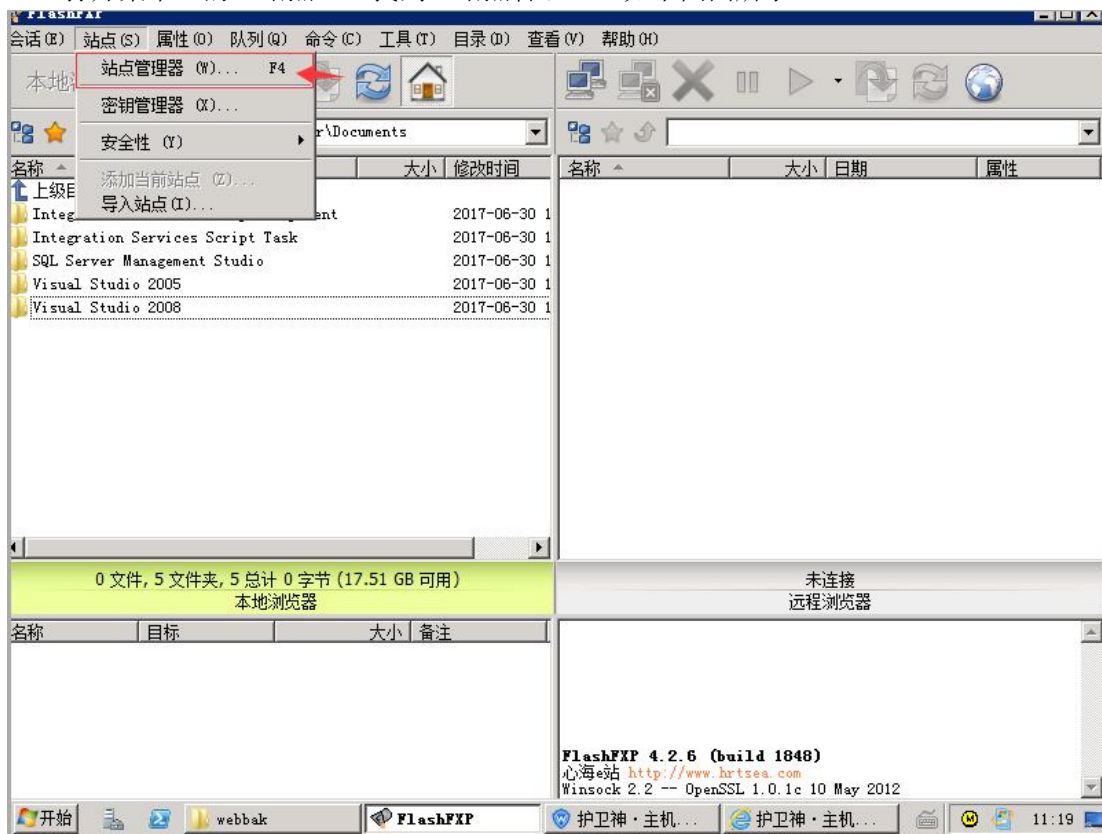 FlashFXP
会话(E) 站点(S) 属性(O) 队列(Q) 命令(C) 工具(T) 目录(D) 查看(V) 帮助(H)
本地
站点管理器 (W)... F4
密钥管理器 (X)...
安全性 (Y)
添加当前站点 (Z)...
导入站点(I)...
r\Documents
名称 大小 修改时间
名称 大小 日期 属性
上级目
Integ ent 2017-06-30 1
Integration Services Script Task 2017-06-30 1
SQL Server Management Studio 2017-06-30 1
Visual Studio 2005 2017-06-30 1
Visual Studio 2008 2017-06-30 1
0 文件, 5 文件夹, 5 总计 0 字节 (17.51 GB 可用)
本地浏览器
未连接
远程浏览器
名称 目标 大小 备注
FlashFXP 4.2.6 (build 1848)
心海e站 http://www.hrtsea.com
Winsock 2.2 -- OpenSSL 1.0.1c 10 May 2012
开始 webbak FlashFXP 护卫神·主机... 护卫神·主机... 11:19